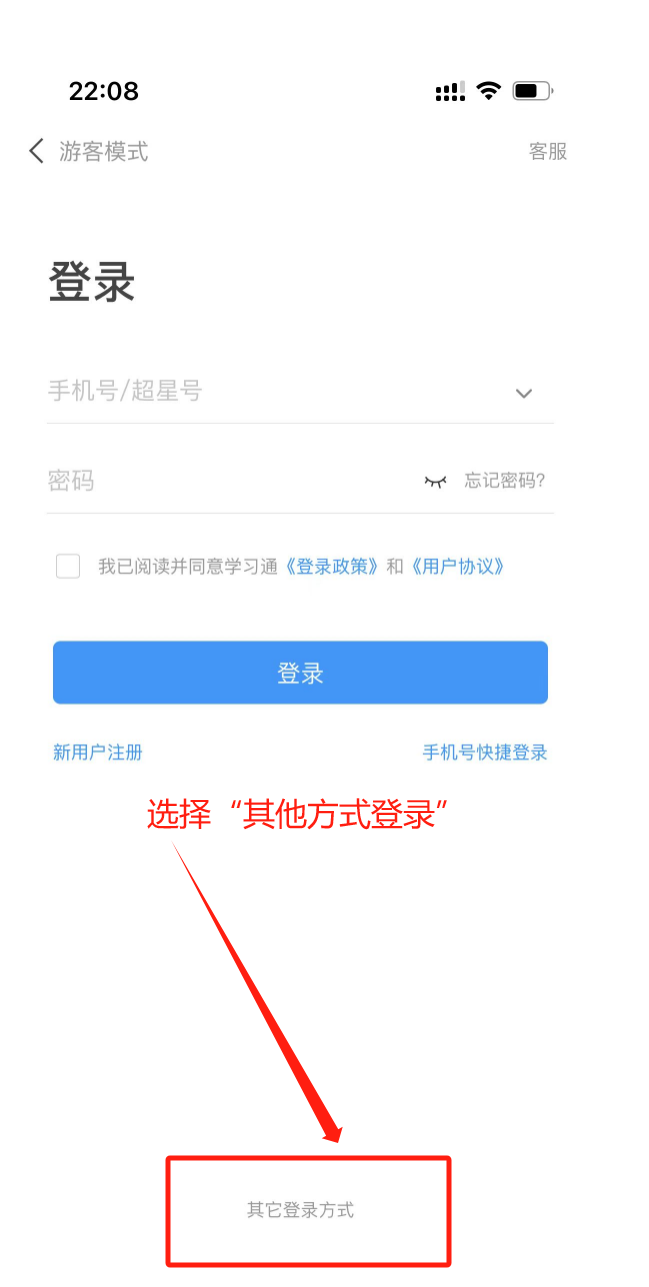 22:08
游客模式 客服
登录
手机号/超星号
密码 忘记密码?
我已阅读并同意学习通《登录政策》和《用户协议》
登录
新用户注册 手机号快捷登录
选择“其他方式登录”
其它登录方式